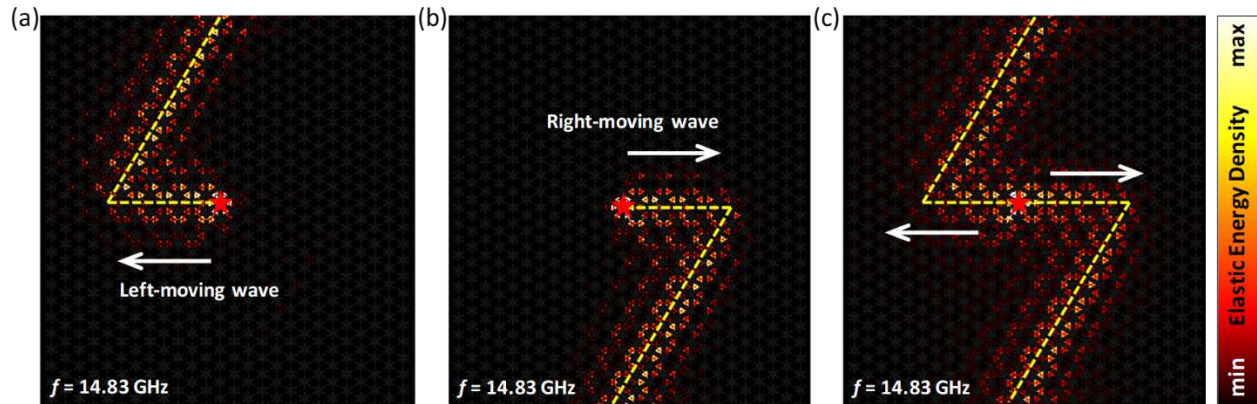 (a)
Left-moving wave
f = 14.83 GHz
(b)
Right-moving wave
f = 14.83 GHz
(c)
f = 14.83 GHz
min Elastic Energy Density max